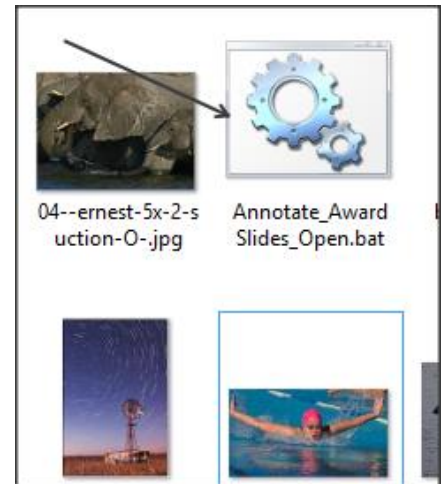 04--ernest-5x-2-s
uction-O-.jpg
Annotate_Award
Slides_Open.bat